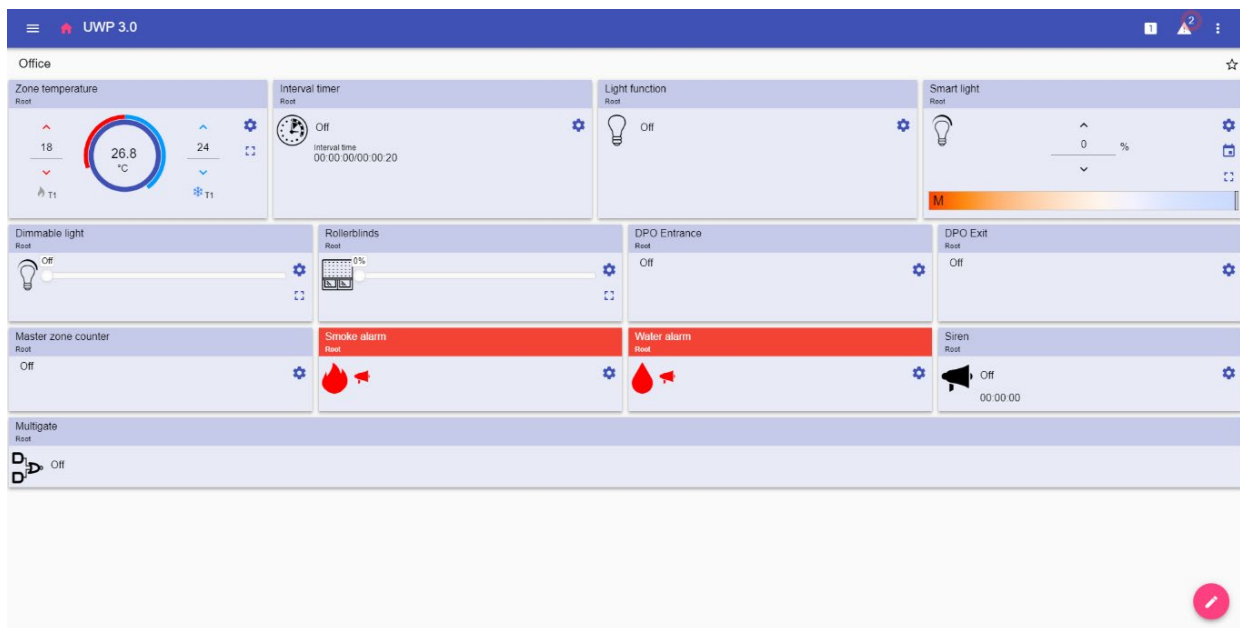 UWP 3.0
1
2
Office
Zone temperature
Root
18
26.8
°C
24
T1
T1
Interval timer
Root
Off
Interval time
00:00:00/00:00:20
Light function
Root
Off
Smart light
Root
0 %
M
Dimmable light
Root
Off
Rollerblinds
Root
0%
DPO Entrance
Root
Off
DPO Exit
Root
Off
Master zone counter
Root
Off
Smoke alarm
Root
Water alarm
Root
Siren
Root
Off
00:00:00
Multigate
Root
Off